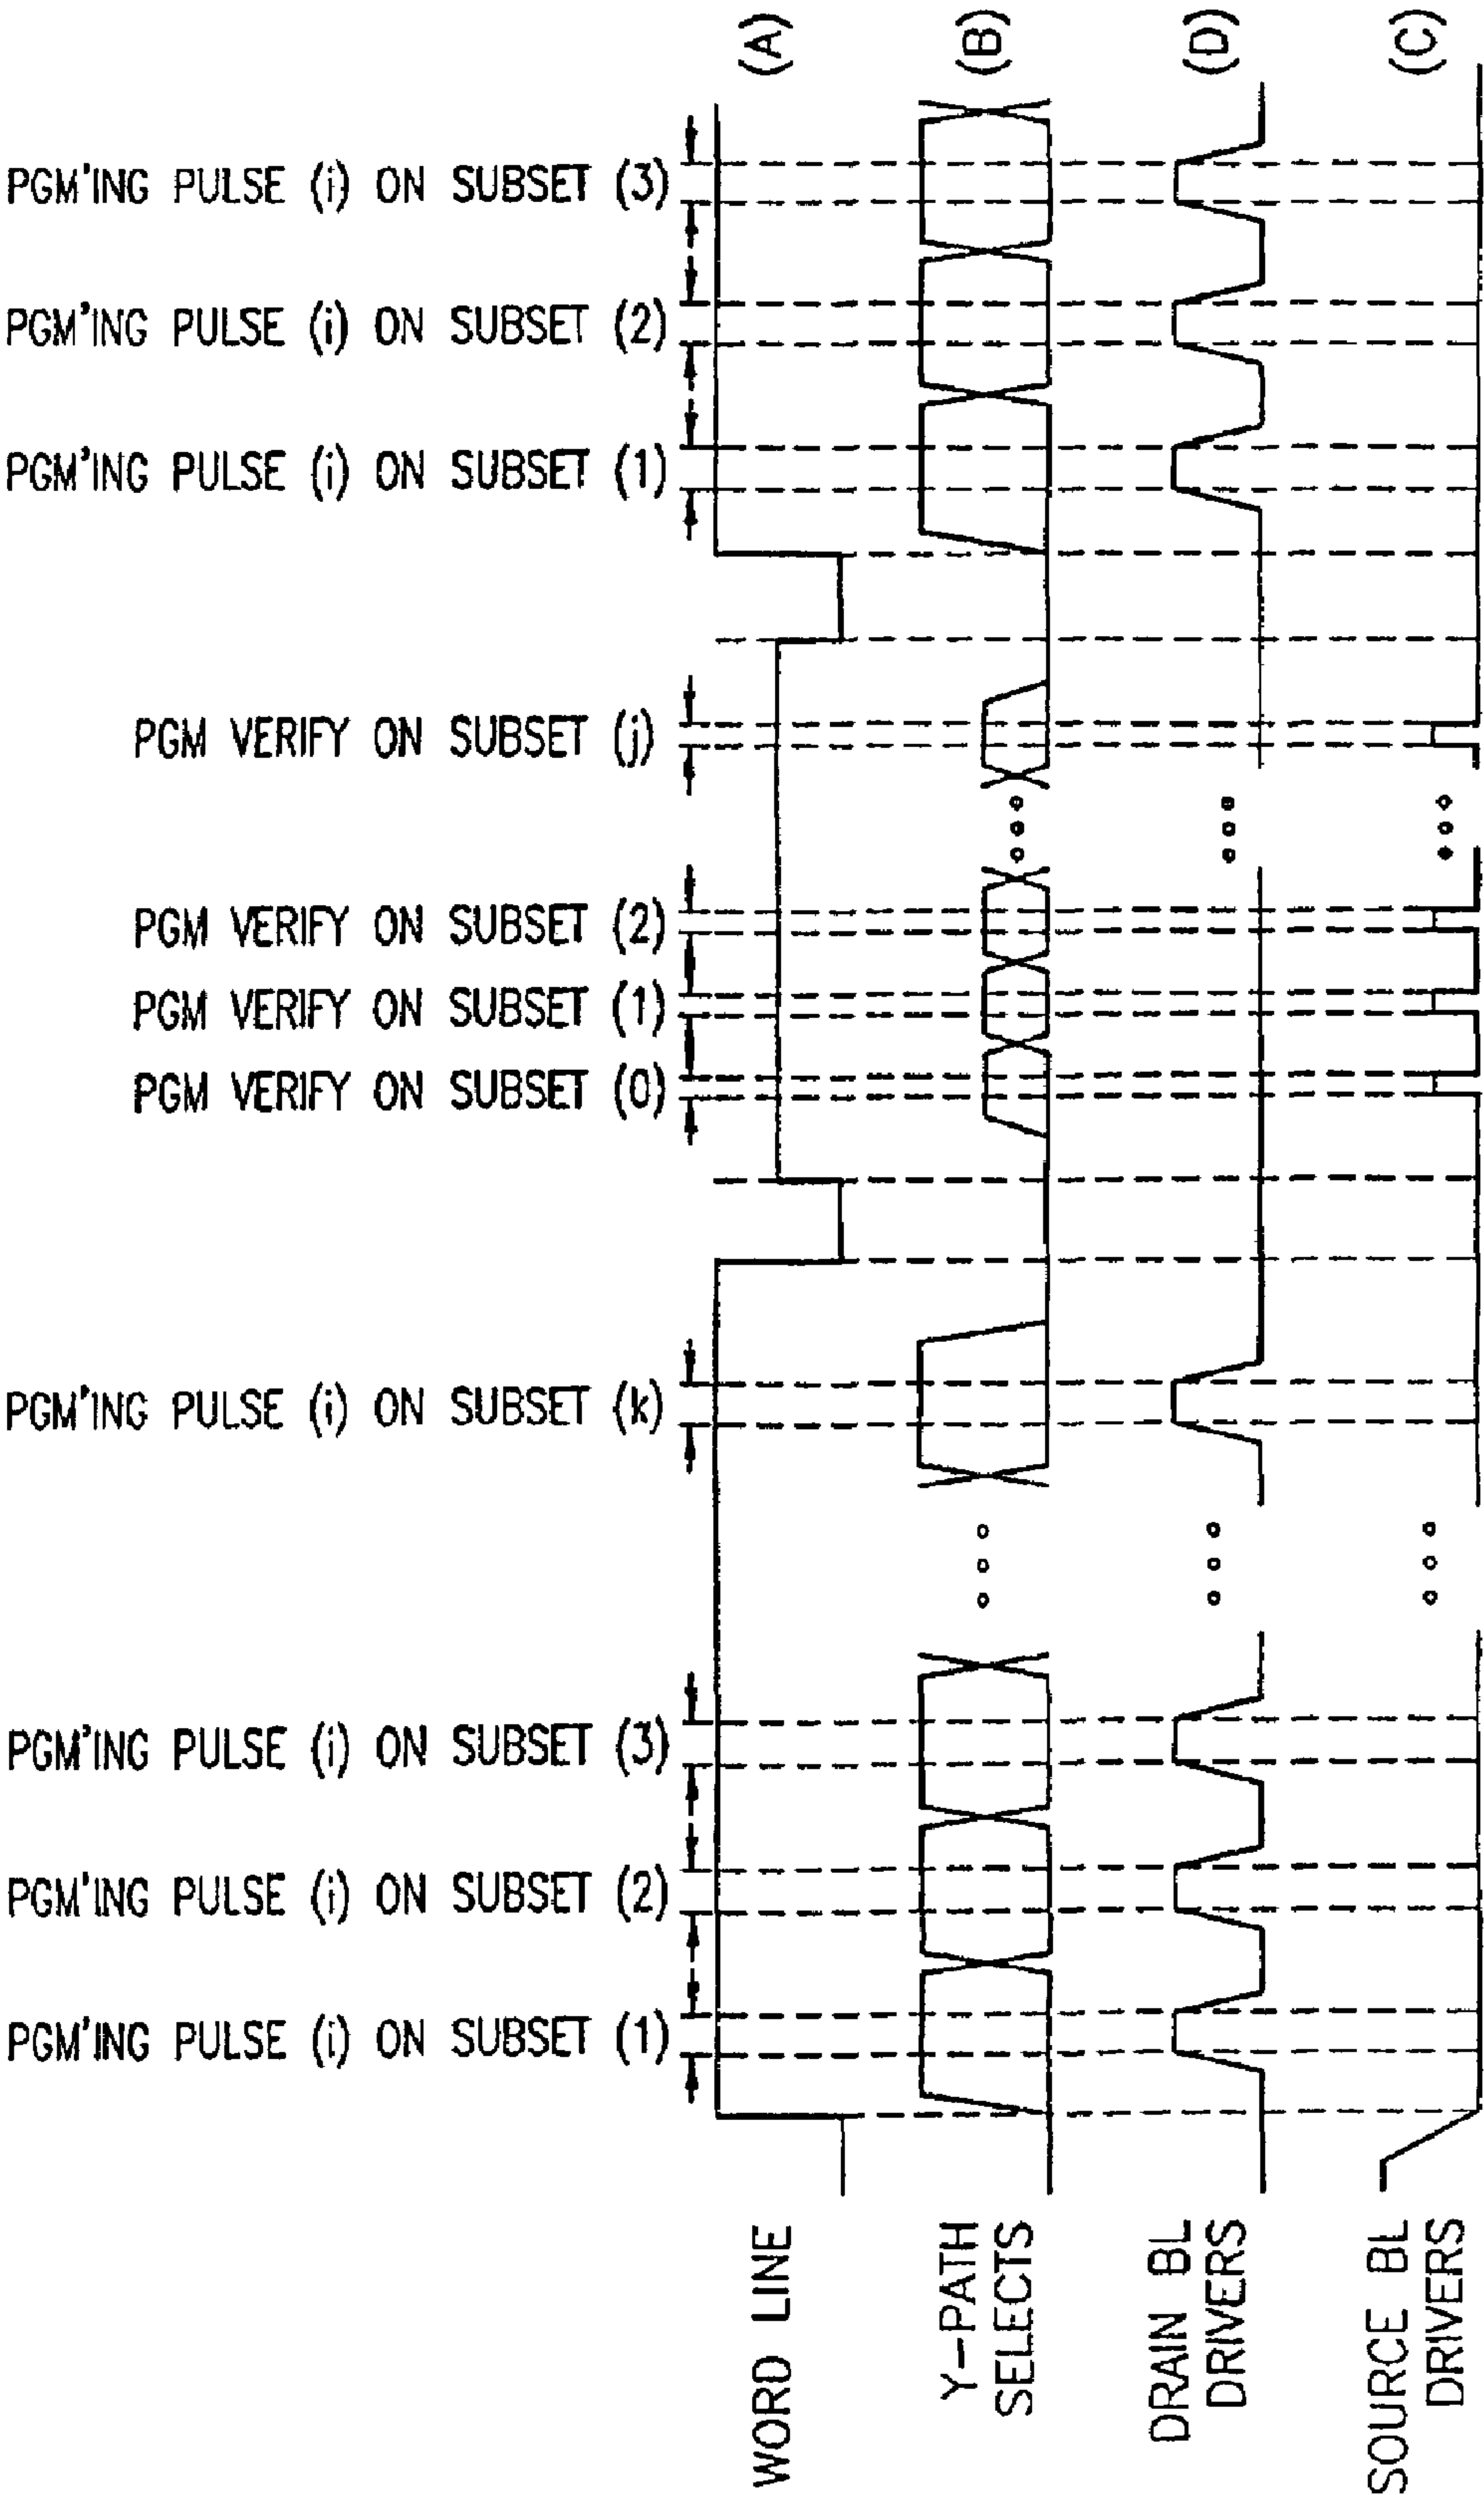 PGM'ING PULSE (i) ON SUBSET (1)
PGM'ING PULSE (i) ON SUBSET (2)
PGM'ING PULSE (i) ON SUBSET (3)
PGM'ING PULSE (i) ON SUBSET (k)
PGM VERIFY ON SUBSET (0)
PGM VERIFY ON SUBSET (1)
PGM VERIFY ON SUBSET (2)
PGM VERIFY ON SUBSET (j)
PGM'ING PULSE (i) ON SUBSET (1)
PGM'ING PULSE (i) ON SUBSET (2)
PGM'ING PULSE (i) ON SUBSET (3)
WORD LINE
(A)
Y-PATH
SELECTS
(B)
DRAIN BL
DRIVERS
(D)
SOURCE BL
DRIVERS
(C)